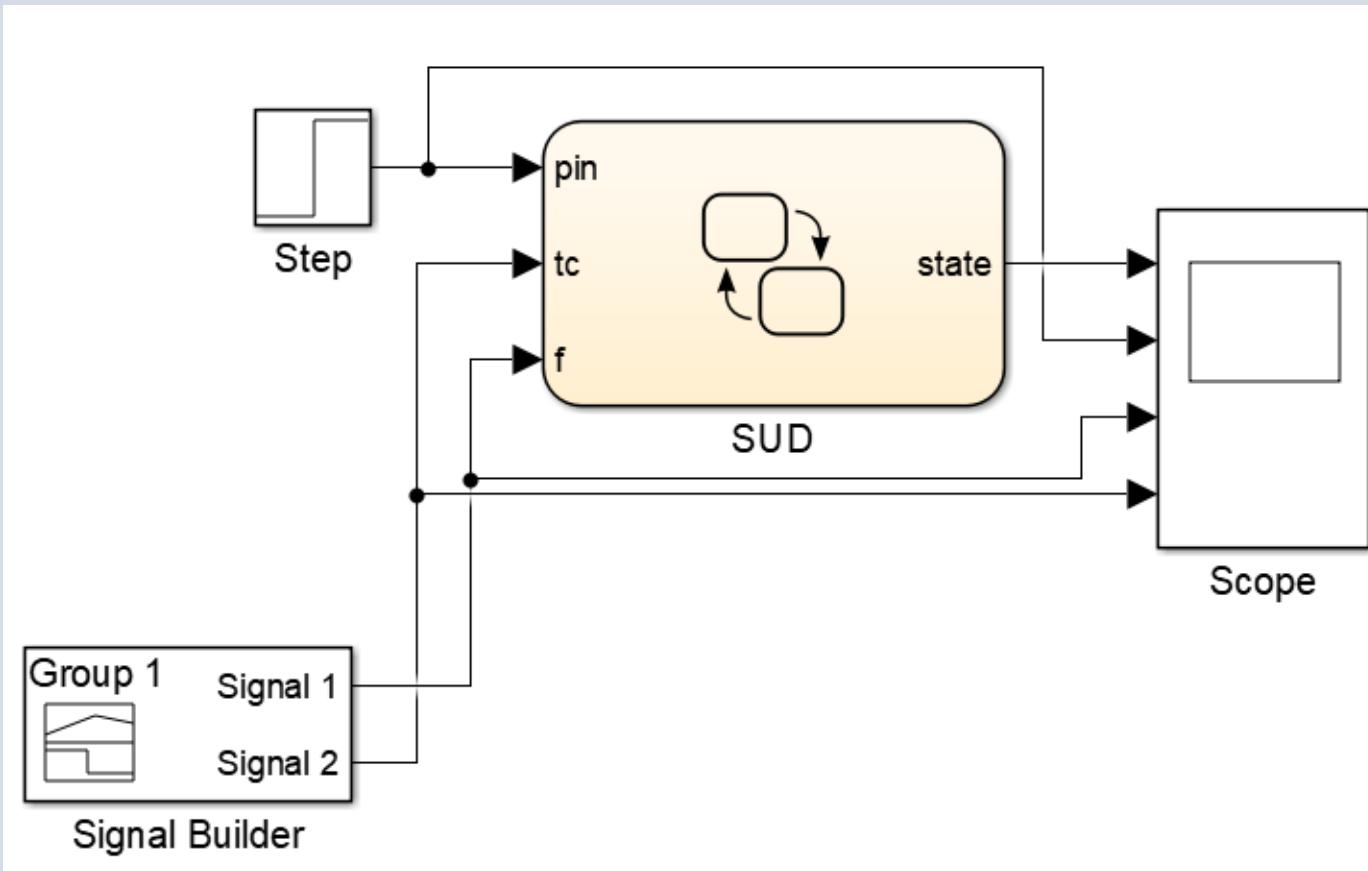 Step
pin
tc
f
state
SUD
Scope
Group 1
Signal 1
Signal 2
Signal Builder